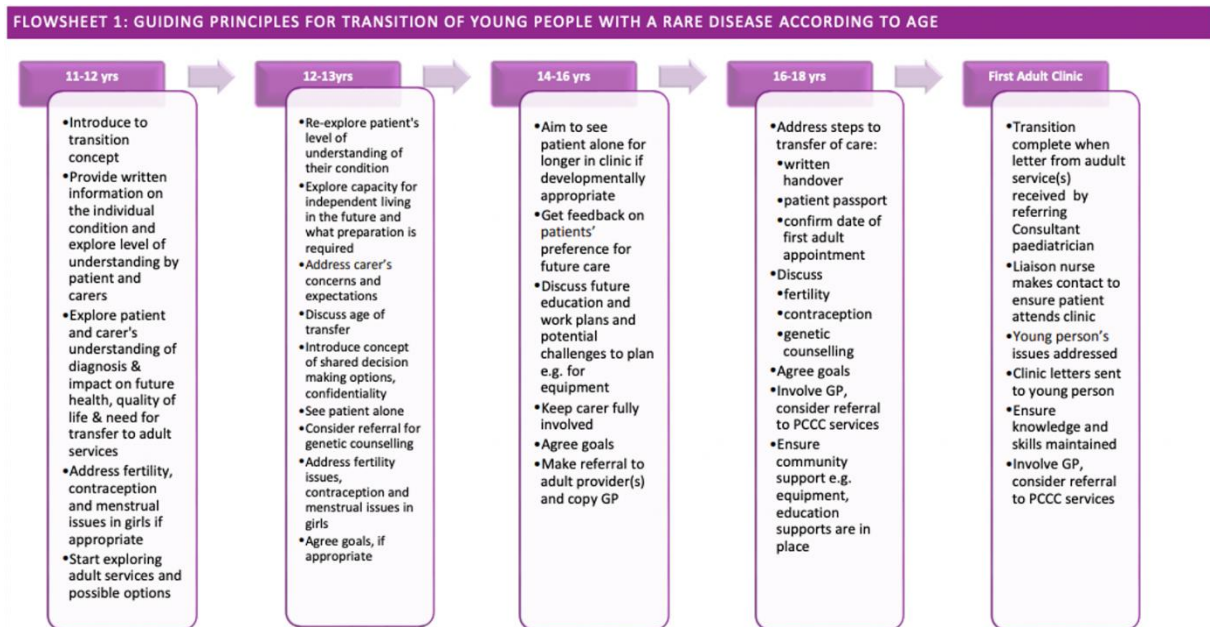 FLOWSHEET 1: GUIDING PRINCIPLES FOR TRANSITION OF YOUNG PEOPLE WITH A RARE DISEASE ACCORDING TO AGE
11-12 yrs
•Introduce to
transition
concept
•Provide written
information on
the individual
condition and
explore level of
understanding by
patient and
carers
•Explore patient
and carer's
understanding of
diagnosis &
impact on future
health, quality of
life & need for
transfer to adult
services
•Address fertility,
contraception
and menstrual
issues in girls if
appropriate
•Start exploring
adult services and
possible options
12-13yrs
•Re-explore patient's
level of
understanding of
their condition
•Explore capacity for
independent living
in the future and
what preparation is
required
•Address carer’s
concerns and
expectations
•Discuss age of
transfer
•Introduce concept
of shared decision
making options,
confidentiality
•See patient alone
•Consider referral for
genetic counselling
•Address fertility
issues,
contraception and
menstrual issues in
girls
•Agree goals, if
appropriate
14-16 yrs
•Aim to see
patient alone for
longer in clinic if
developmentally
appropriate
•Get feedback on
patients’
preference for
future care
•Discuss future
education and
work plans and
potential
challenges to plan
e.g. for
equipment
•Keep carer fully
involved
•Agree goals
•Make referral to
adult provider(s)
and copy GP
16-18 yrs
•Address steps to
transfer of care:
•written
handover
•patient passport
•confirm date of
first adult
appointment
•Discuss
•fertility
•contraception
•genetic
counselling
•Agree goals
•Involve GP,
consider referral
to PCCC services
•Ensure
community
support e.g.
equipment,
education
supports are in
place
First Adult Clinic
•Transition
complete when
letter from audult
service(s)
received by
referring
Consultant
paediatrician
•Liaison nurse
makes contact to
ensure patient
attends clinic
•Young person’s
issues addressed
•Clinic letters sent
to young person
•Ensure
knowledge and
skills maintained
•Involve GP,
consider referral
to PCCC services